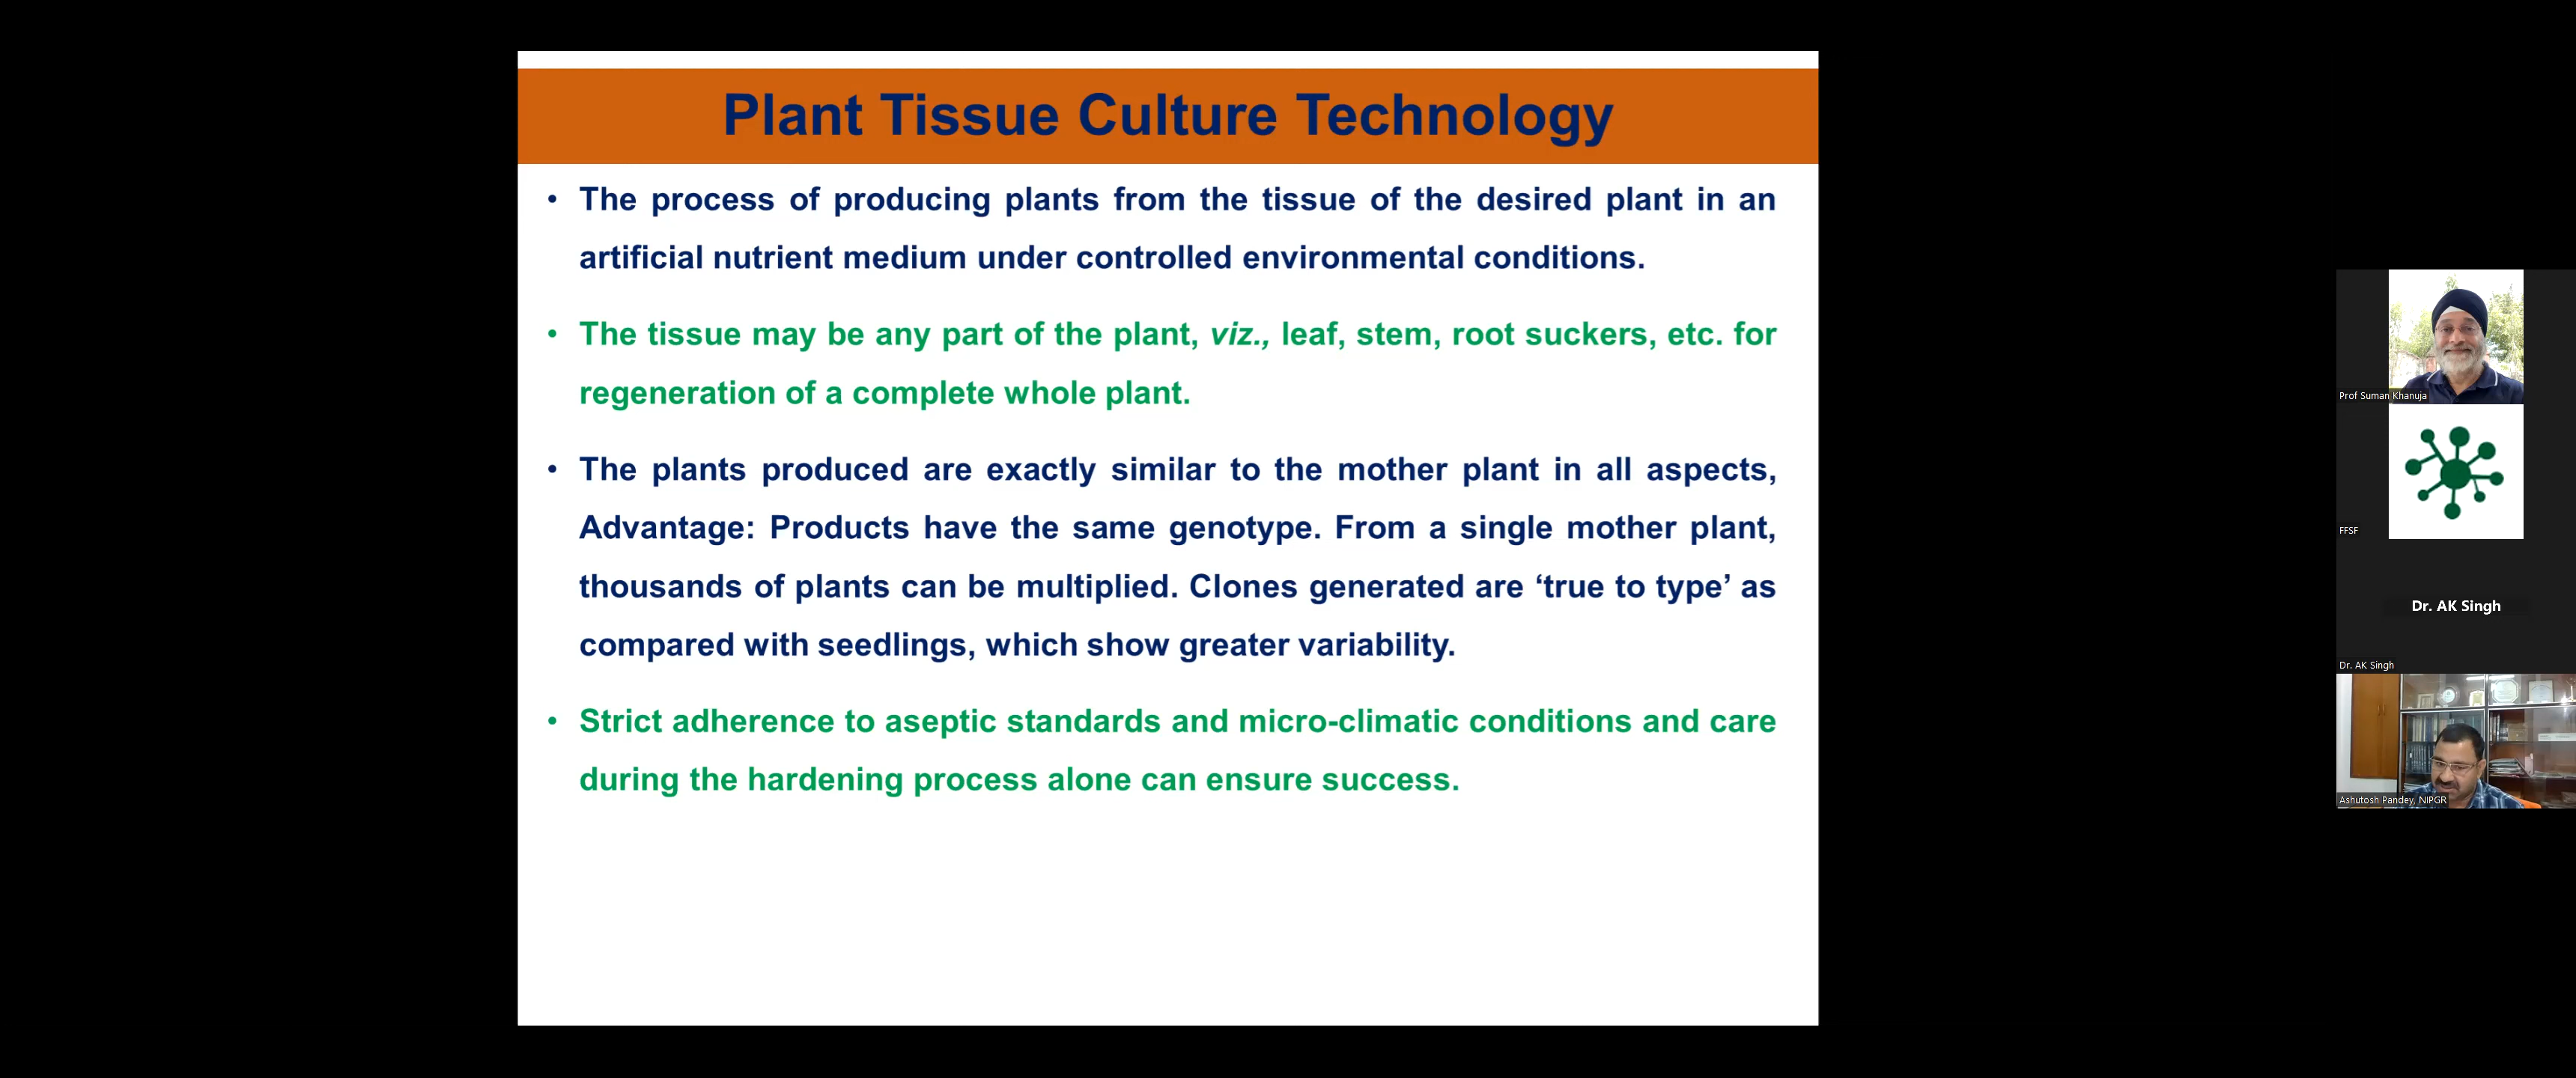 Plant Tissue Culture Technology
• The process of producing plants from the tissue of the desired plant in an
artificial nutrient medium under controlled environmental conditions.
• The tissue may be any part of the plant, viz., leaf, stem, root suckers, etc. for
regeneration of a complete whole plant.
• The plants produced are exactly similar to the mother plant in all aspects,
Advantage: Products have the same genotype. From a single mother plant,
thousands of plants can be multiplied. Clones generated are ‘true to type’ as
compared with seedlings, which show greater variability.
• Strict adherence to aseptic standards and micro-climatic conditions and care
during the hardening process alone can ensure success.
Prof Suman Khanuja
FFSF
Dr. AK Singh
Dr. AK Singh
Ashutosh Pandey, NIPGR